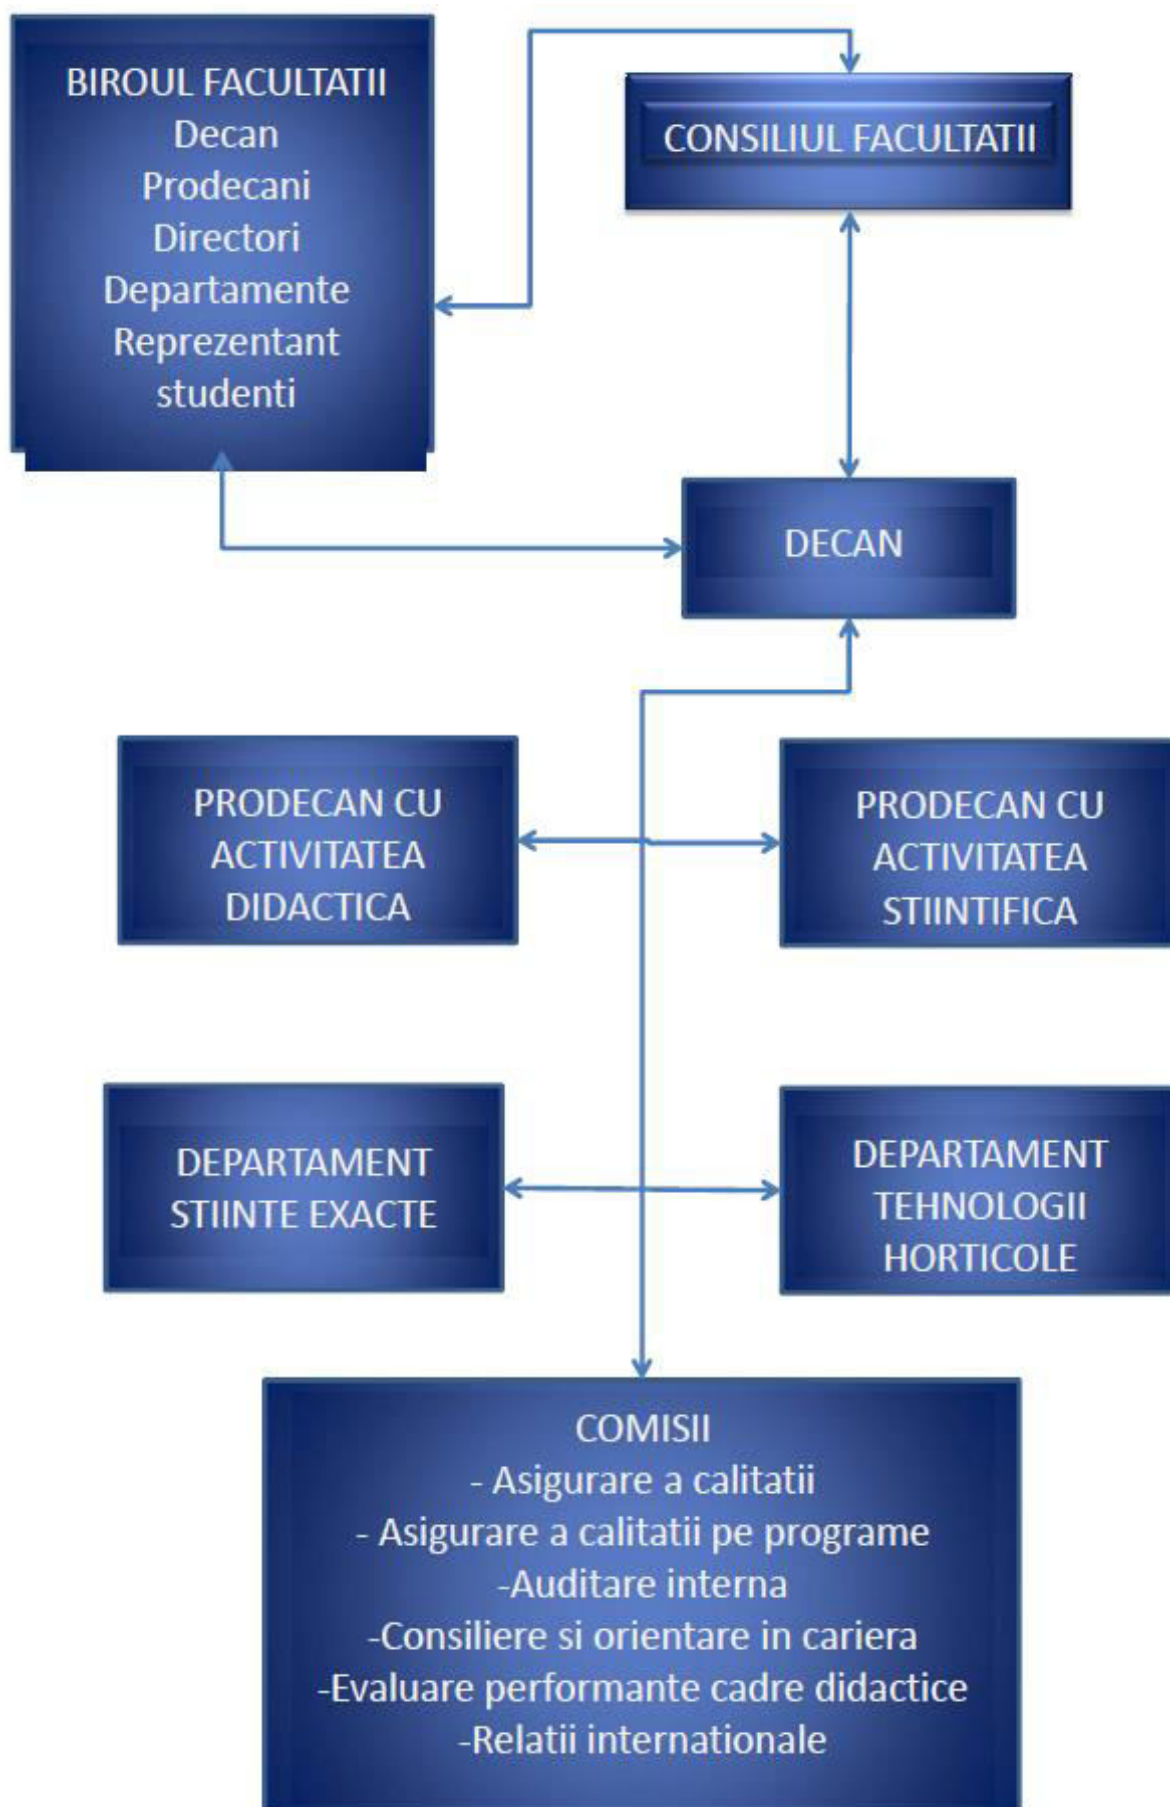 BIROUL FACULTATII
Decan
Prodecani
Directori
Departamente
Reprezentant
studenti
CONSILIUL FACULTATII
DECAN
PRODECAN CU
ACTIVITATEA
DIDACTICA
PRODECAN CU
ACTIVITATEA
STIINTIFICA
DEPARTAMENT
STIINTE EXACTE
DEPARTAMENT
TEHNOLOGII
HORTICOLE
COMISII
- Asigurare a calitatii
- Asigurare a calitatii pe programe
-Auditare interna
-Consiliere si orientare in cariera
-Evaluare performante cadre didactice
-Relatii internationale